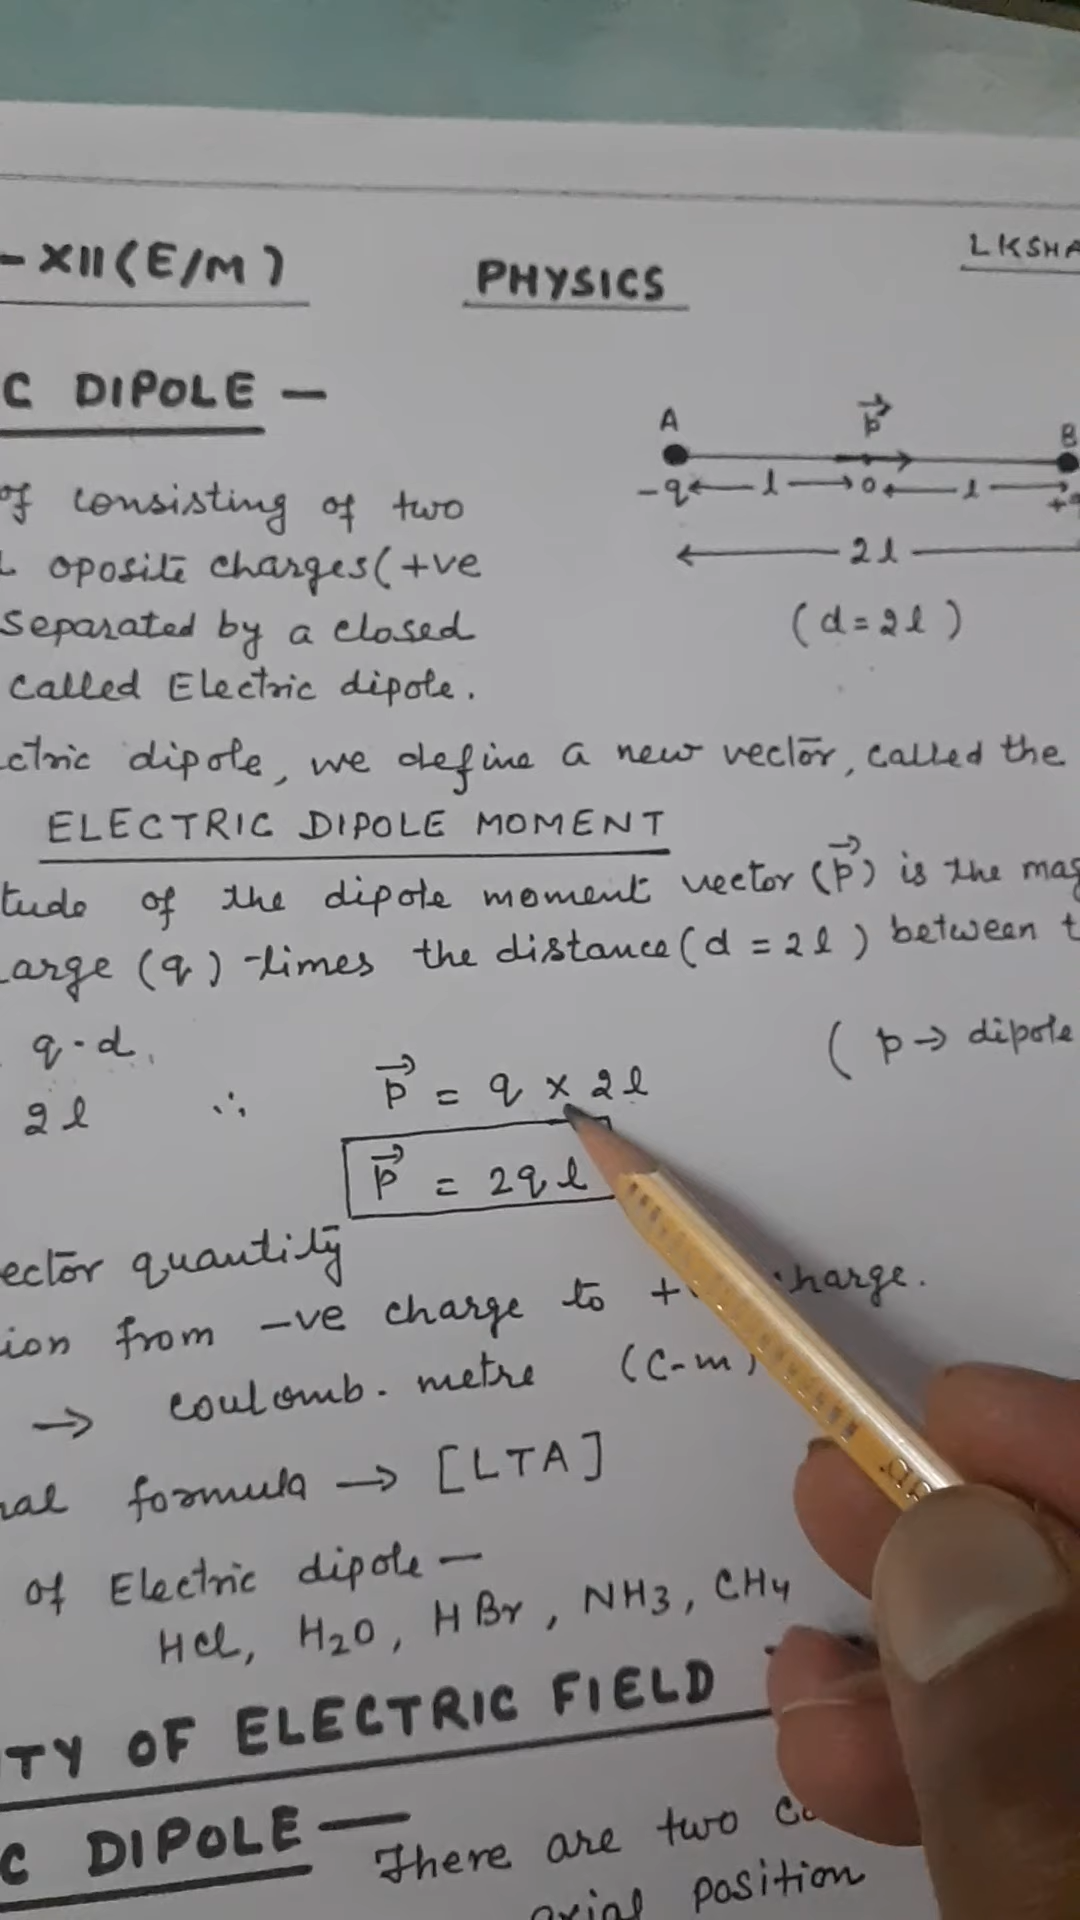 -XII(E/M) PHYSICS LKSHA
C DIPOLE -
A p⃗ B
-q l o l +q
2l
(d=2l)
of consisting of two
oposite charges(+ve
separated by a closed
called Electric dipole.
ctric dipole, we define a new vector, called the
ELECTRIC DIPOLE MOMENT
tude of the dipole moment vector (p⃗) is the mag
arge (q) -times the distance (d = 2l) between t
q.d. (p → dipole
2l ∴ p⃗ = q × 2l
p⃗ = 2ql
ector quantity
ion from -ve charge to + charge.
→ coulomb. metre (C-m)
nal formula → [LTA]
of Electric dipole -
HCl, H2O, HBr, NH3, CH4
TY OF ELECTRIC FIELD
C DIPOLE - There are two
axial position